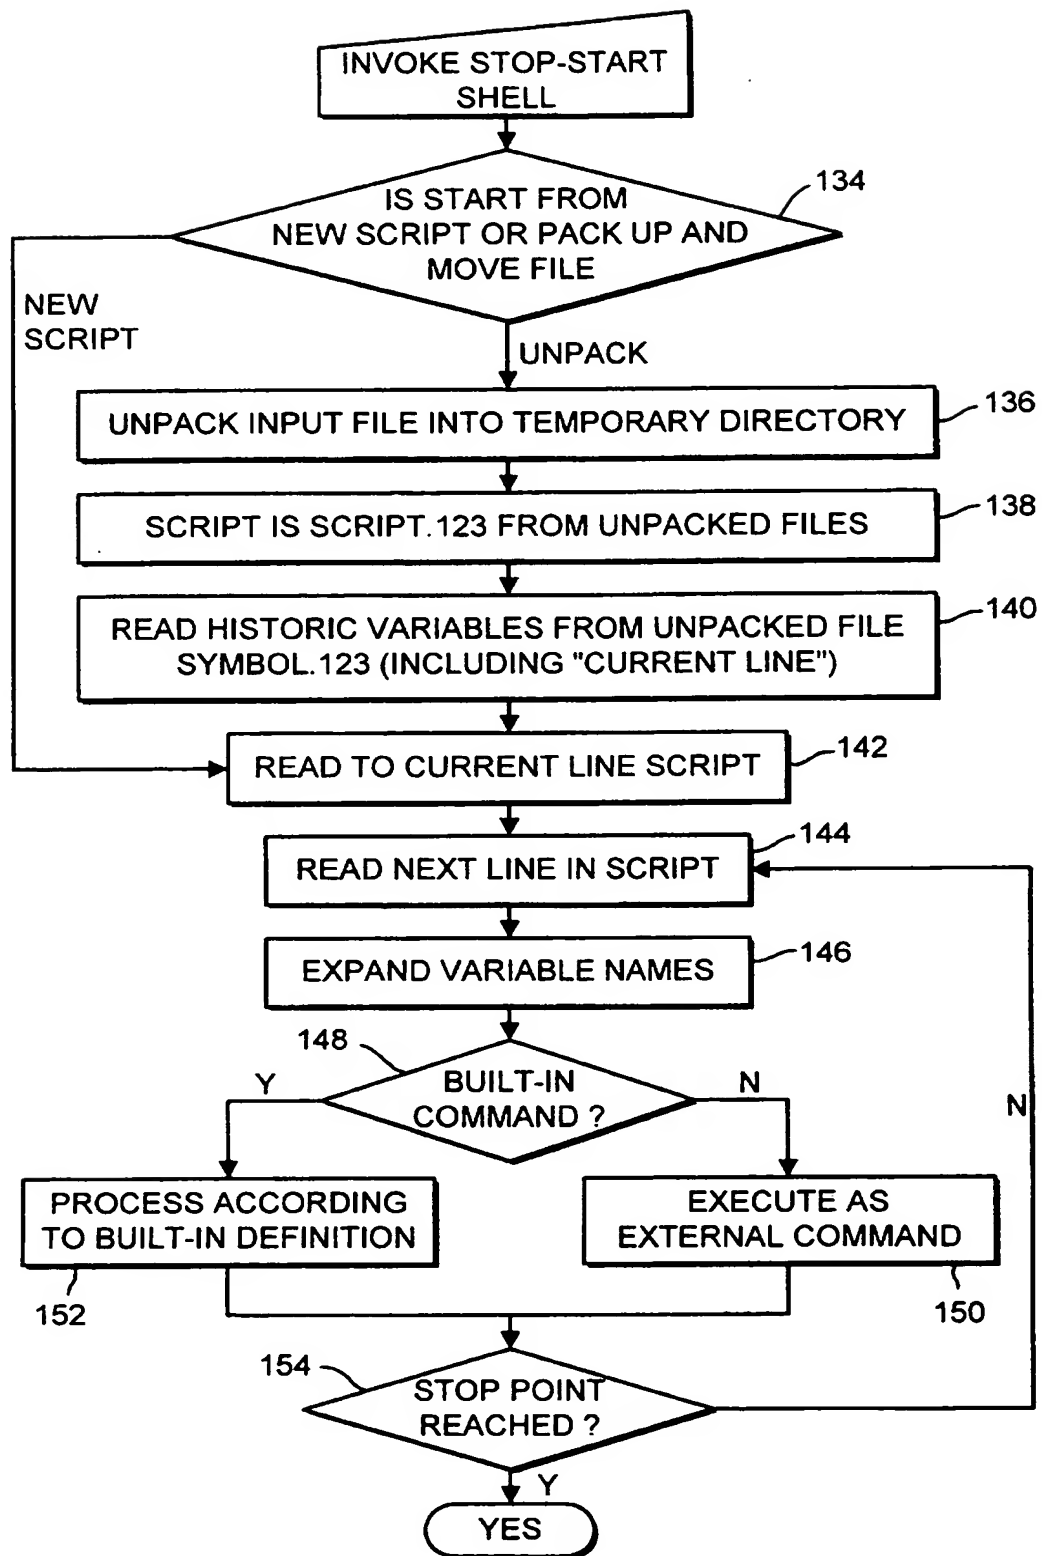 INVOKE STOP-START
SHELL
134
IS START FROM
NEW SCRIPT OR PACK UP AND
MOVE FILE
NEW
SCRIPT
UNPACK
UNPACK INPUT FILE INTO TEMPORARY DIRECTORY
136
SCRIPT IS SCRIPT.123 FROM UNPACKED FILES
138
READ HISTORIC VARIABLES FROM UNPACKED FILE
SYMBOL.123 (INCLUDING "CURRENT LINE")
140
READ TO CURRENT LINE SCRIPT
142
READ NEXT LINE IN SCRIPT
144
EXPAND VARIABLE NAMES
146
148
BUILT-IN
COMMAND ?
Y
N
N
PROCESS ACCORDING
TO BUILT-IN DEFINITION
152
EXECUTE AS
EXTERNAL COMMAND
150
154
STOP POINT
REACHED ?
Y
YES